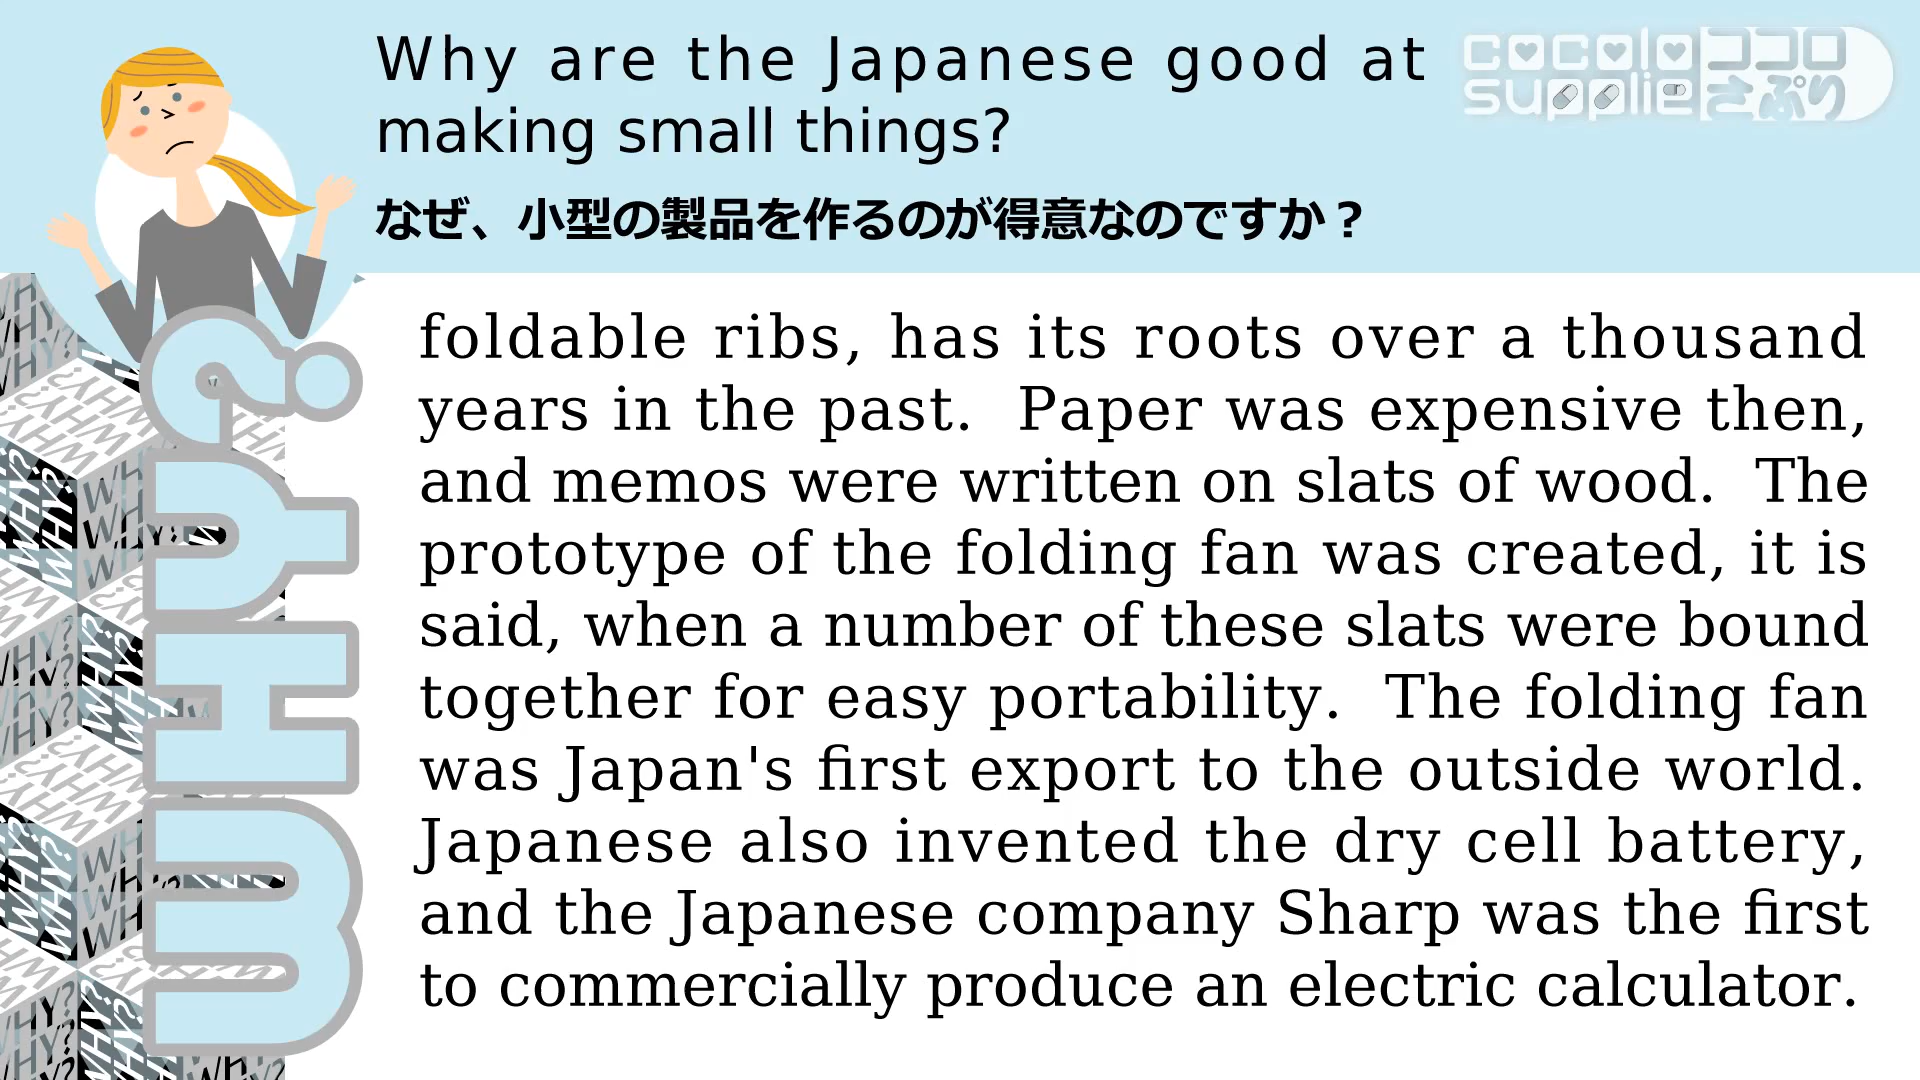 Why are the Japanese good at
making small things?
なぜ、小型の製品を作るのが得意なのですか？
cocolo
supplie
ココロ
さぷり
foldable ribs, has its roots over a thousand
years in the past.  Paper was expensive then,
and memos were written on slats of wood.  The
prototype of the folding fan was created, it is
said, when a number of these slats were bound
together for easy portability.  The folding fan
was Japan's first export to the outside world.
Japanese also invented the dry cell battery,
and the Japanese company Sharp was the first
to commercially produce an electric calculator.
WHY?